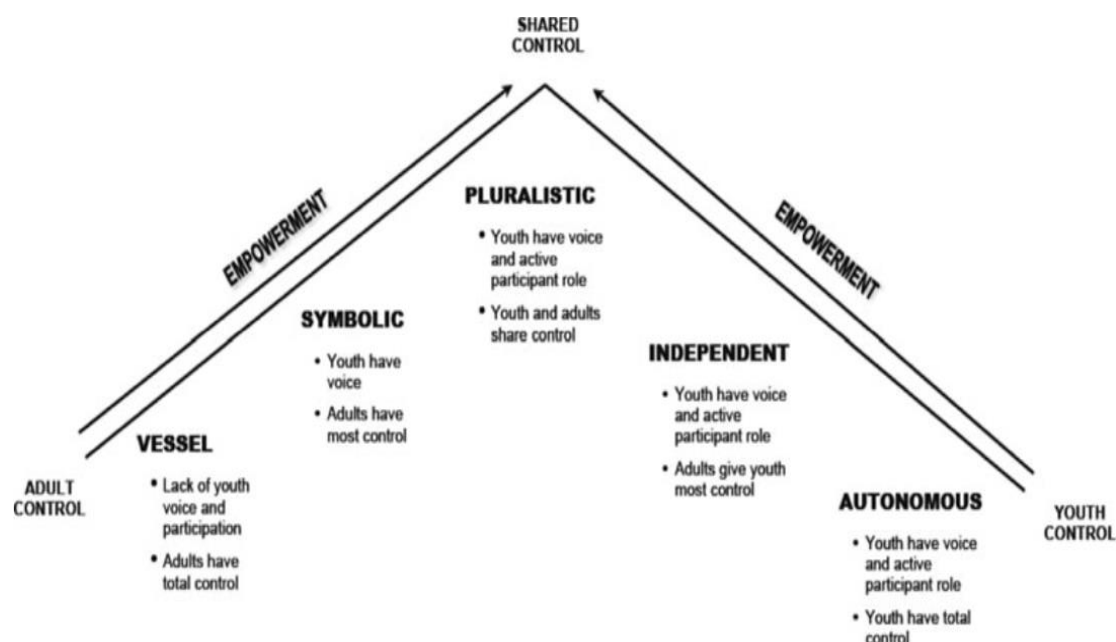 SHARED
CONTROL
EMPOWERMENT
EMPOWERMENT
PLURALISTIC
• Youth have voice
and active
participant role
• Youth and adults
share control
SYMBOLIC
• Youth have
voice
• Adults have
most control
INDEPENDENT
• Youth have voice
and active
participant role
• Adults give youth
most control
VESSEL
• Lack of youth
voice and
participation
• Adults have
total control
ADULT
CONTROL
AUTONOMOUS
• Youth have voice
and active
participant role
• Youth have total
control
YOUTH
CONTROL